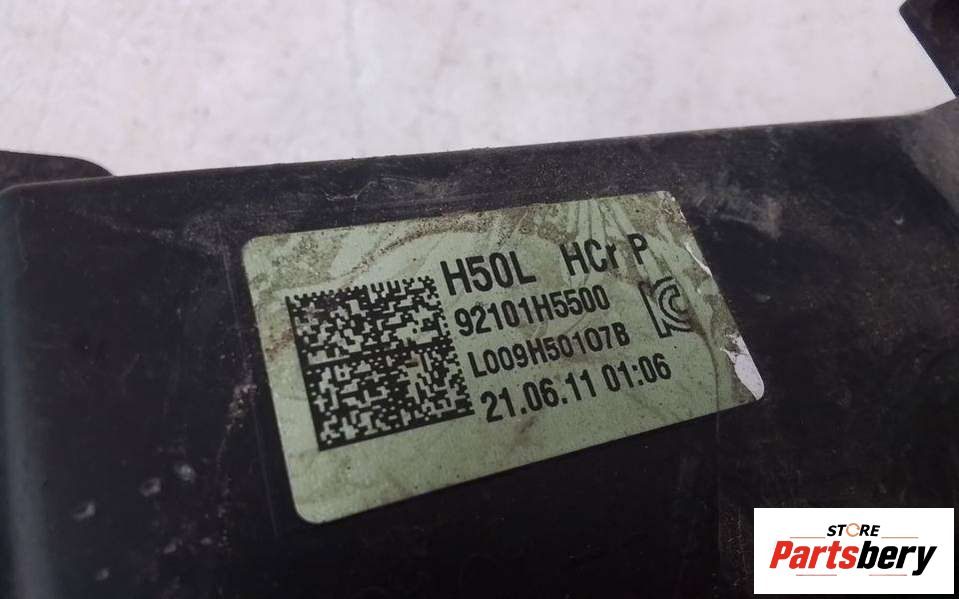 H50L HCr P
92101H5500
L009H50107B
21.06.11 01:06
STORE
Partsbery